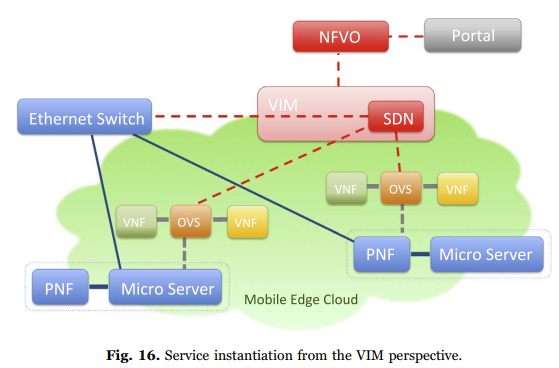 NFVO
Portal
VIM
Ethernet Switch
SDN
VNF
OVS
VNF
VNF
OVS
VNF
PNF
Micro Server
PNF
Micro Server
Mobile Edge Cloud
Fig. 16. Service instantiation from the VIM perspective.